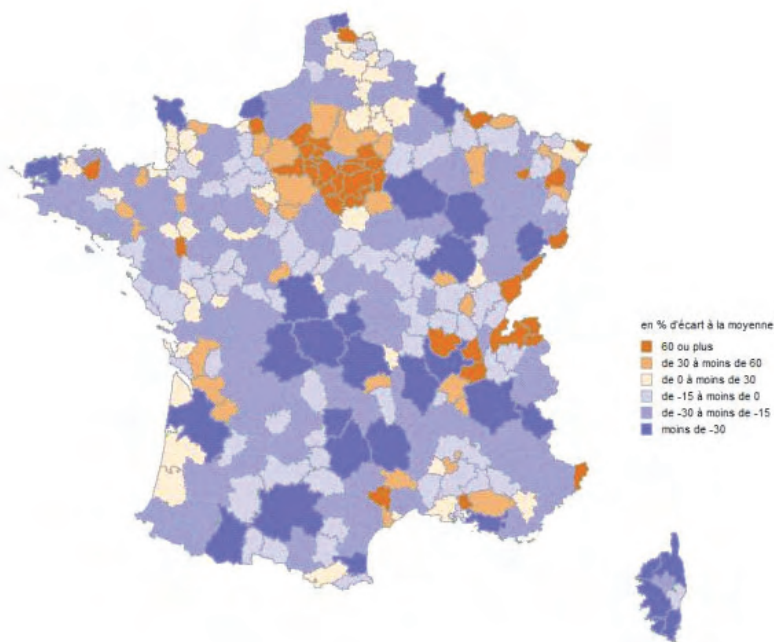 en % d'écart à la moyenne
60 ou plus
de 30 à moins de 60
de 0 à moins de 30
de -15 à moins de 0
de -30 à moins de -15
moins de -30